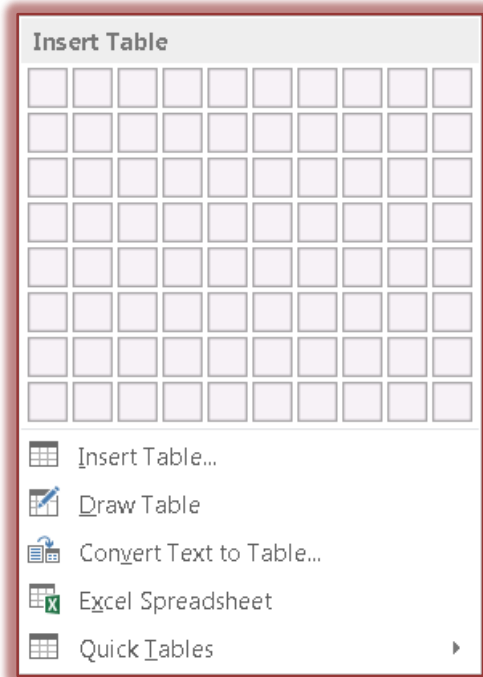 Insert Table
Insert Table...
Draw Table
Convert Text to Table...
Excel Spreadsheet
Quick Tables